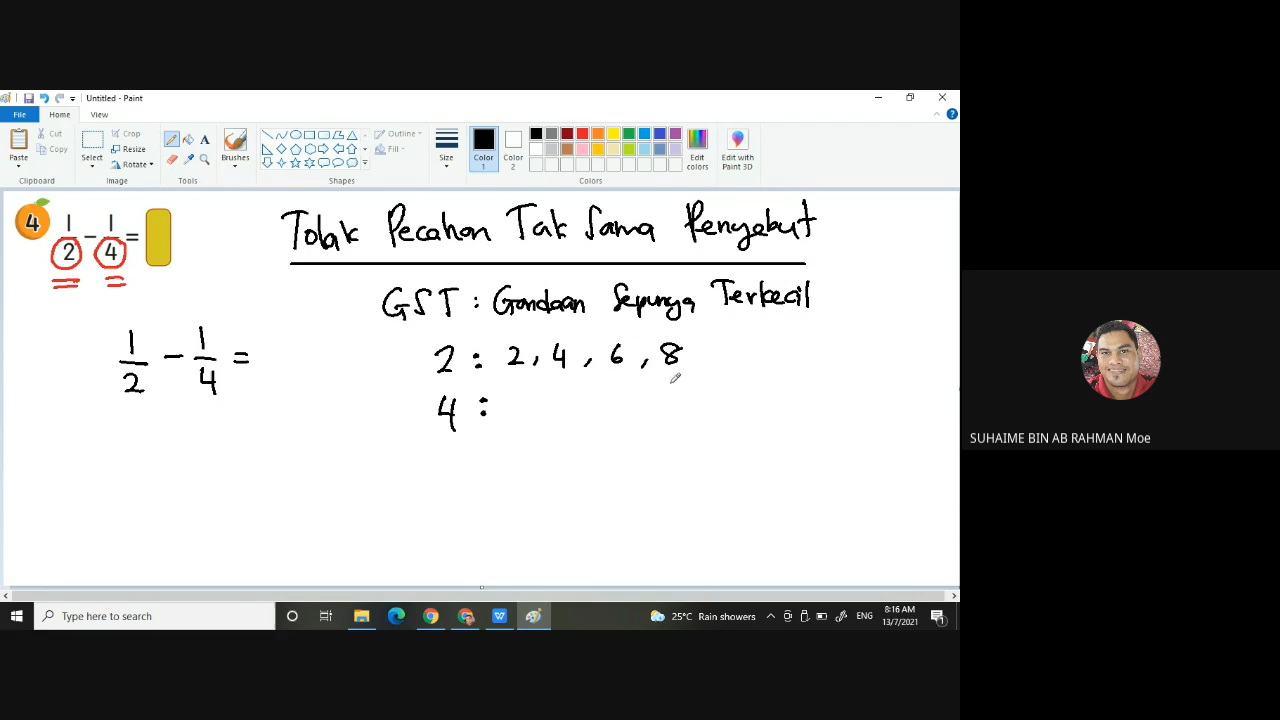 Untitled - Paint
File Home View
Paste Cut Copy Clipboard
Select Crop Resize Rotate Image
Tools
Brushes
Shapes Outline Fill
Size
Color 1 Color 2 Edit colors Edit with Paint 3D Colors
4 1/2 - 1/4 =
Tolak Pecahan Tak Sama Penyebut
GST : Gandaan Sepunya Terkecil
1/2 - 1/4 =
2 : 2, 4, 6, 8
4 :
SUHAIME BIN AB RAHMAN Moe
Type here to search
25°C Rain showers
ENG
8:16 AM
13/7/2021
1